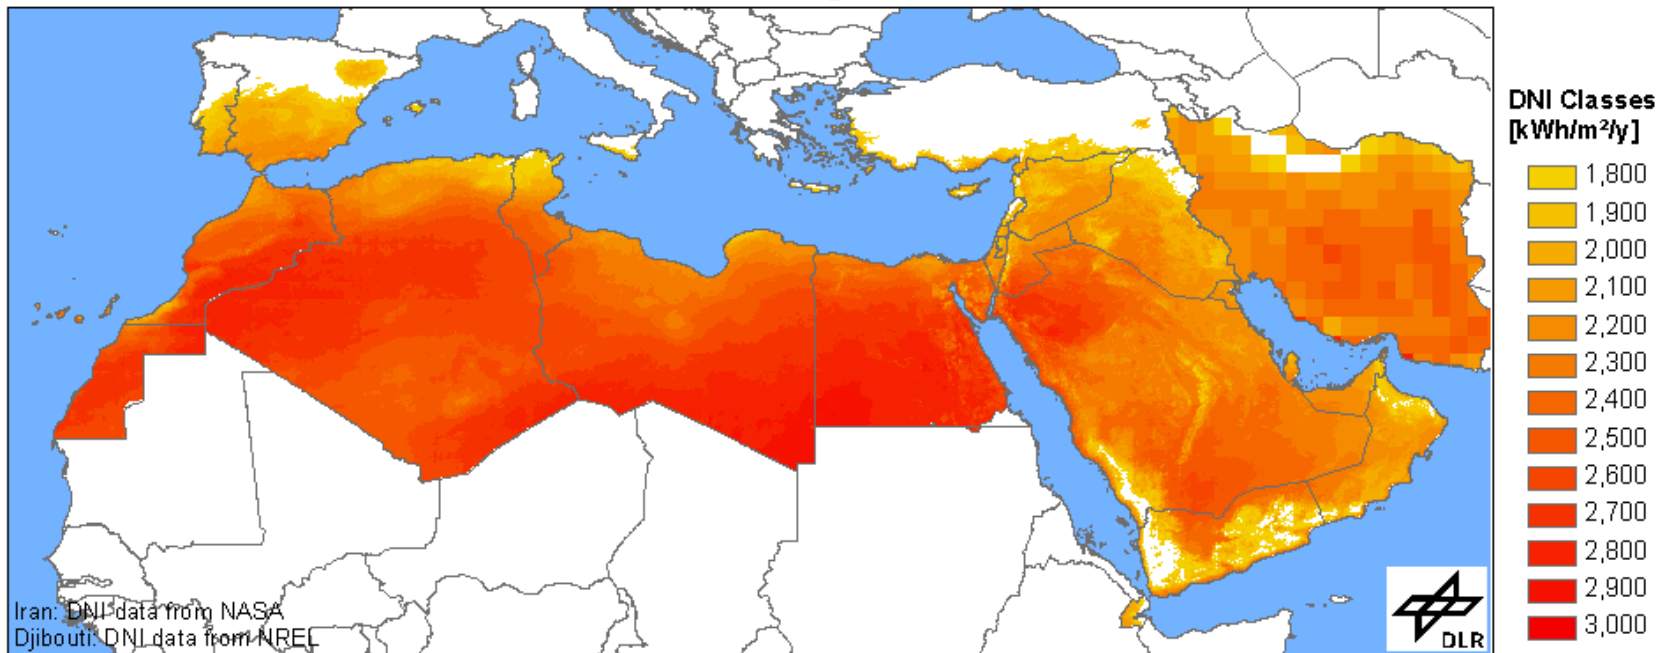 DNI Classes
[kWh/m²/y]
1,800
1,900
2,000
2,100
2,200
2,300
2,400
2,500
2,600
2,700
2,800
2,900
3,000
Iran: DNI data from NASA
Djibouti: DNI data from NREL
DLR